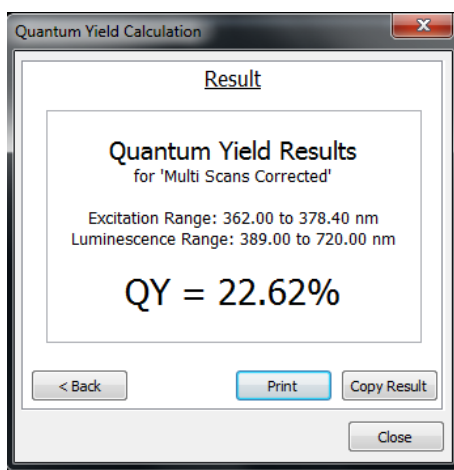 Quantum Yield Calculation
Result
Quantum Yield Results
for 'Multi Scans Corrected'
Excitation Range: 362.00 to 378.40 nm
Luminescence Range: 389.00 to 720.00 nm
QY = 22.62%
< Back
Print
Copy Result
Close